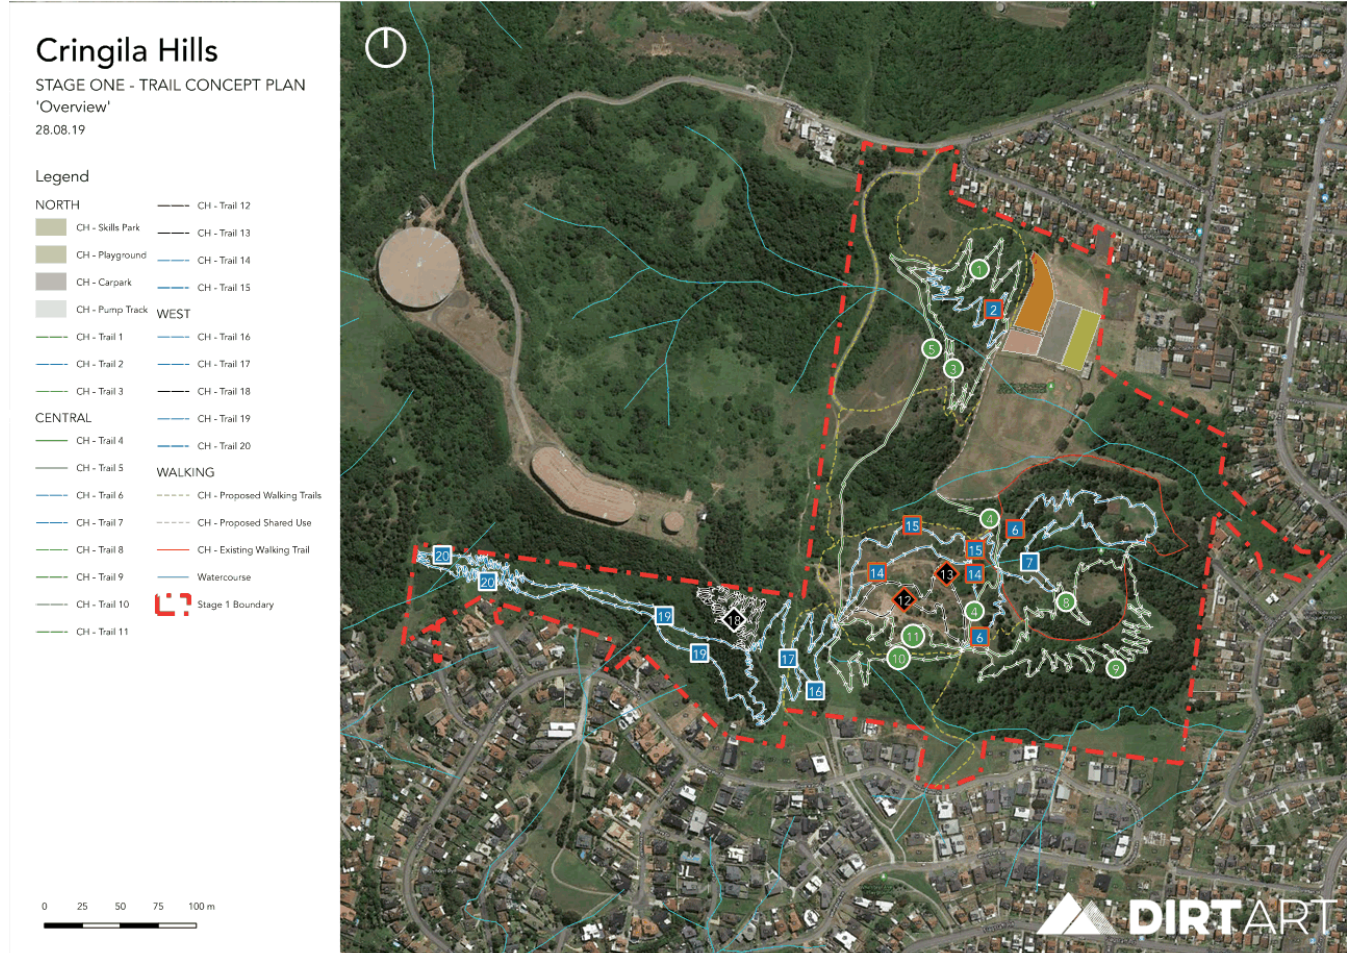 Cringila Hills
STAGE ONE - TRAIL CONCEPT PLAN
'Overview'
28.08.19
Legend
NORTH
CH - Skills Park
CH - Playground
CH - Carpark
CH - Pump Track
CH - Trail 1
CH - Trail 2
CH - Trail 3
CENTRAL
CH - Trail 4
CH - Trail 5
CH - Trail 6
CH - Trail 7
CH - Trail 8
CH - Trail 9
CH - Trail 10
CH - Trail 11
CH - Trail 12
CH - Trail 13
CH - Trail 14
CH - Trail 15
WEST
CH - Trail 16
CH - Trail 17
CH - Trail 18
CH - Trail 19
CH - Trail 20
WALKING
CH - Proposed Walking Trails
CH - Proposed Shared Use
CH - Existing Walking Trail
Watercourse
Stage 1 Boundary
0 25 50 75 100 m
1
2
5
3
4
15
6
20
15
7
14
13
14
20
12
8
4
19
18
11
6
19
17
10
9
16
DIRTART